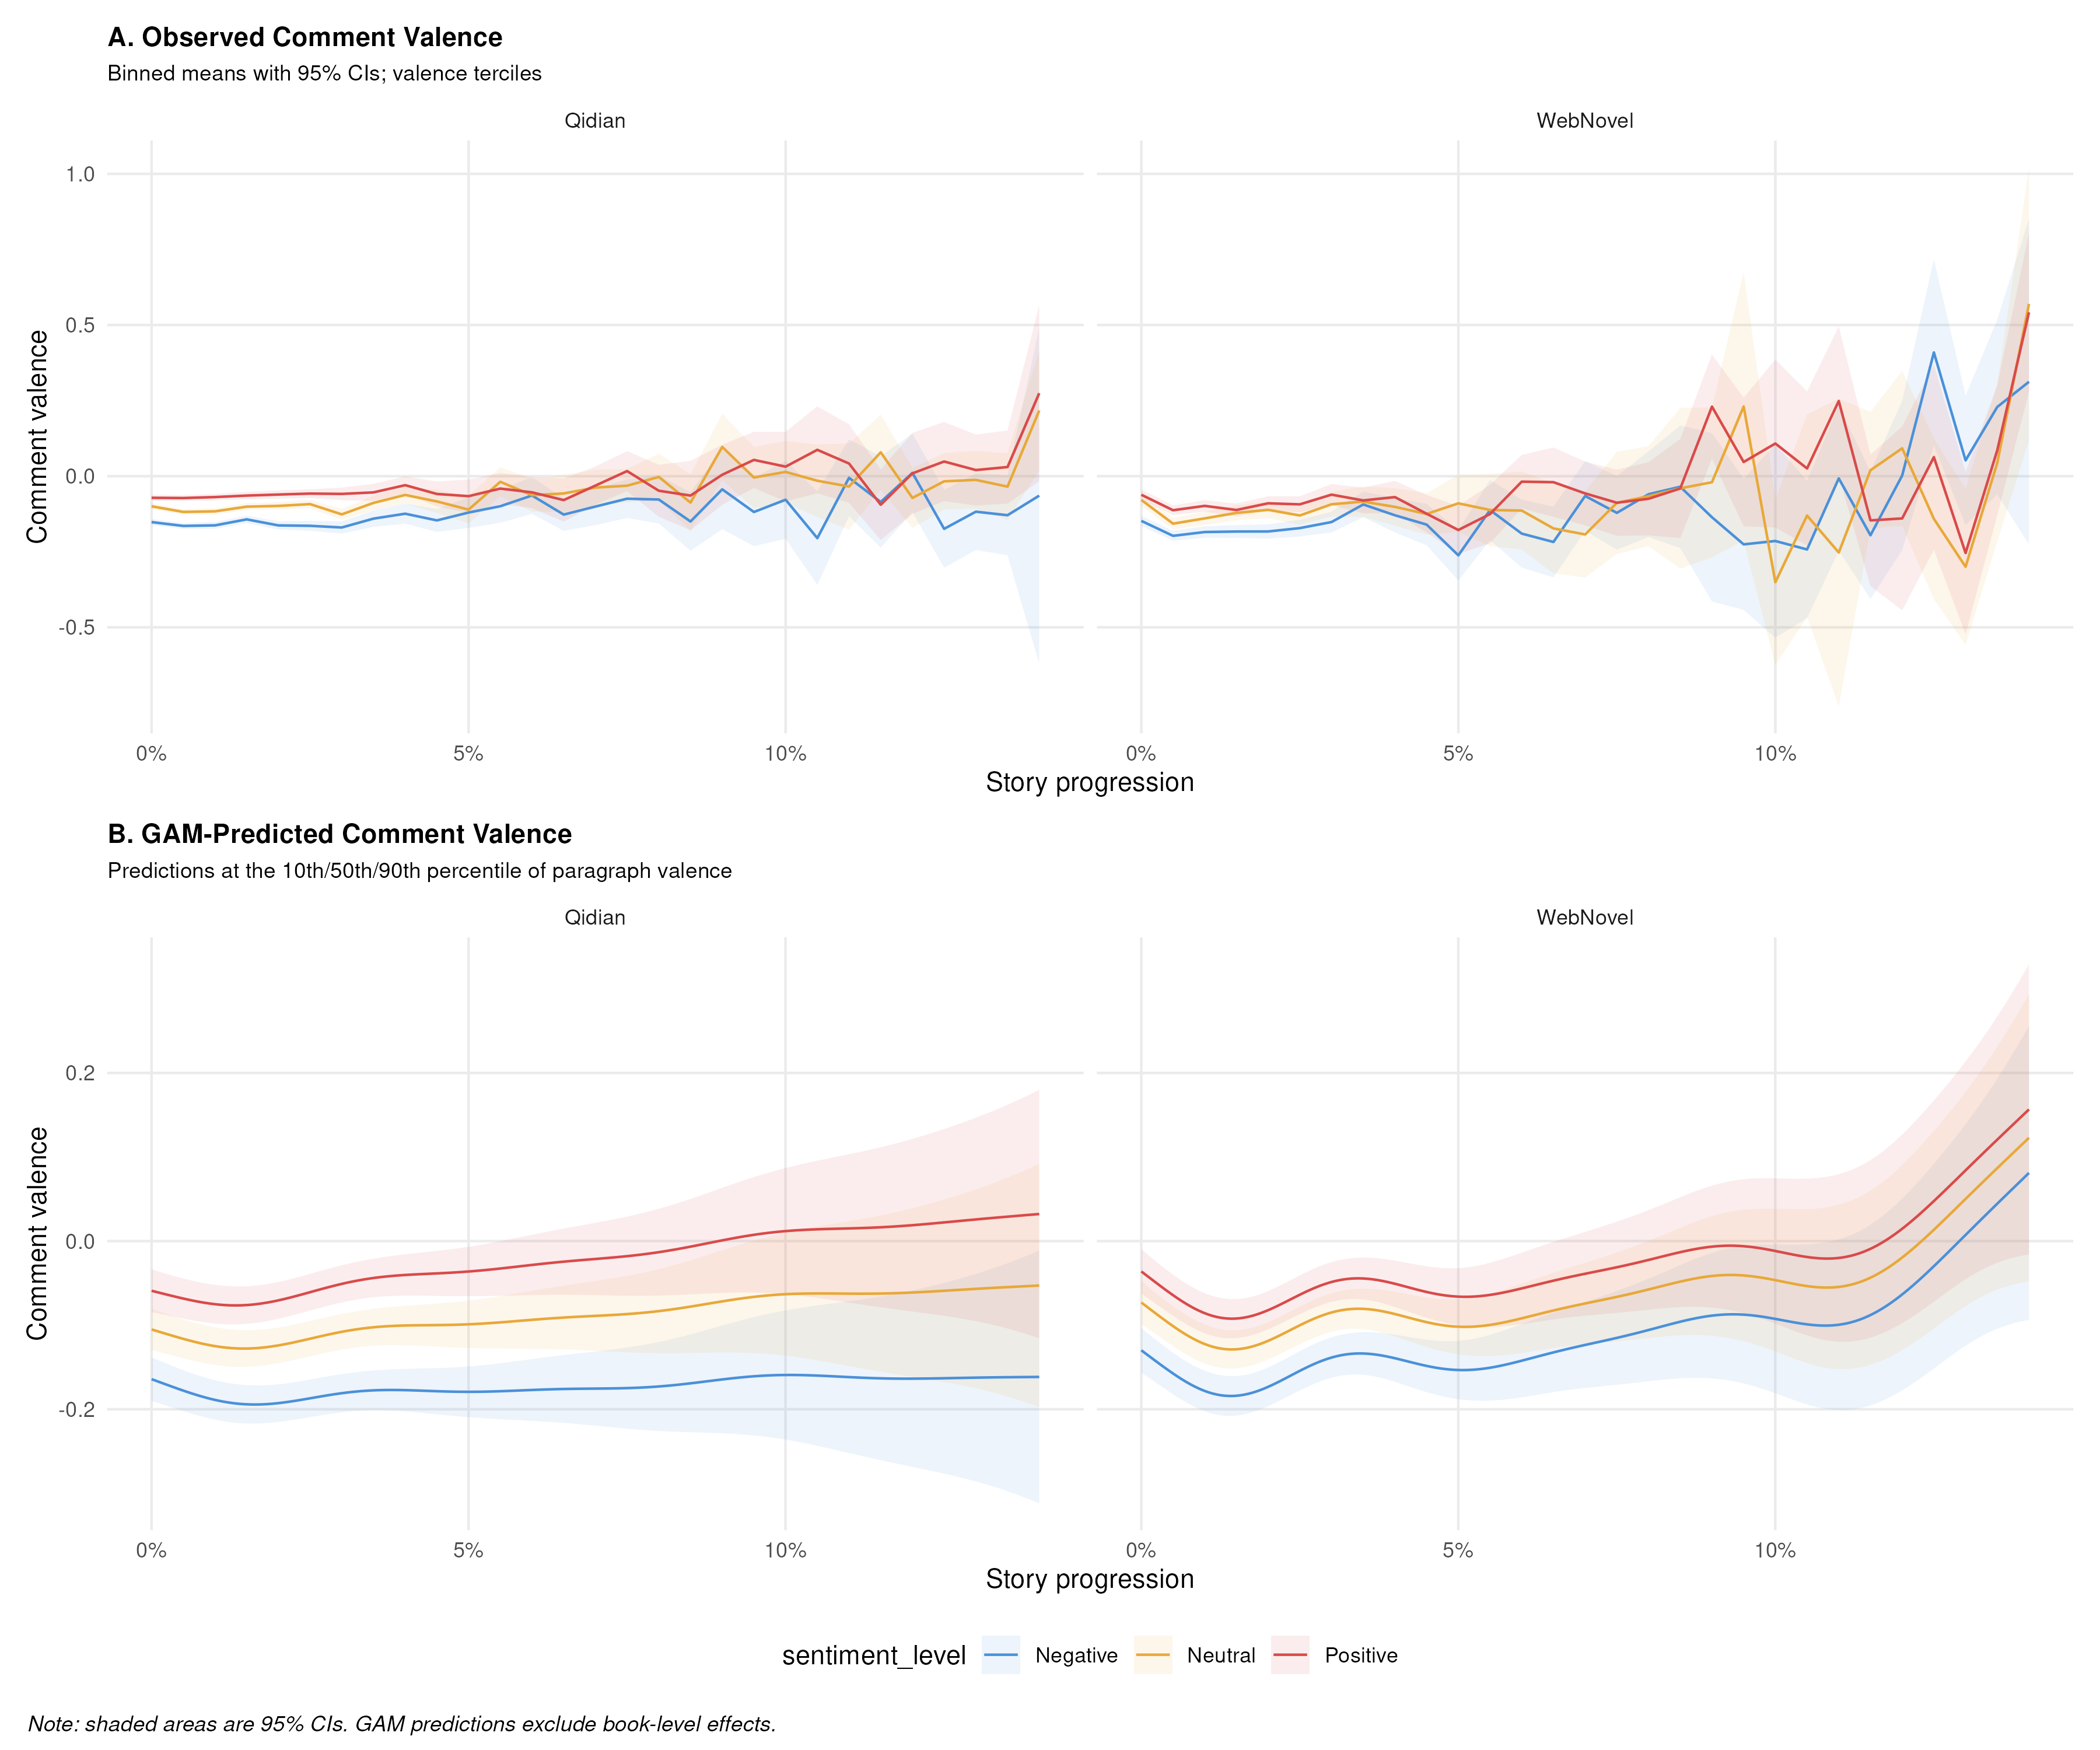 A. Observed Comment Valence
Binned means with 95% CIs; valence terciles
Qidian
WebNovel
1.0
0.5
0.0
-0.5
Comment valence
0%
5%
10%
0%
5%
10%
Story progression
B. GAM-Predicted Comment Valence
Predictions at the 10th/50th/90th percentile of paragraph valence
Qidian
WebNovel
0.2
0.0
-0.2
Comment valence
0%
5%
10%
0%
5%
10%
Story progression
sentiment_level Negative Neutral Positive
Note: shaded areas are 95% CIs. GAM predictions exclude book-level effects.